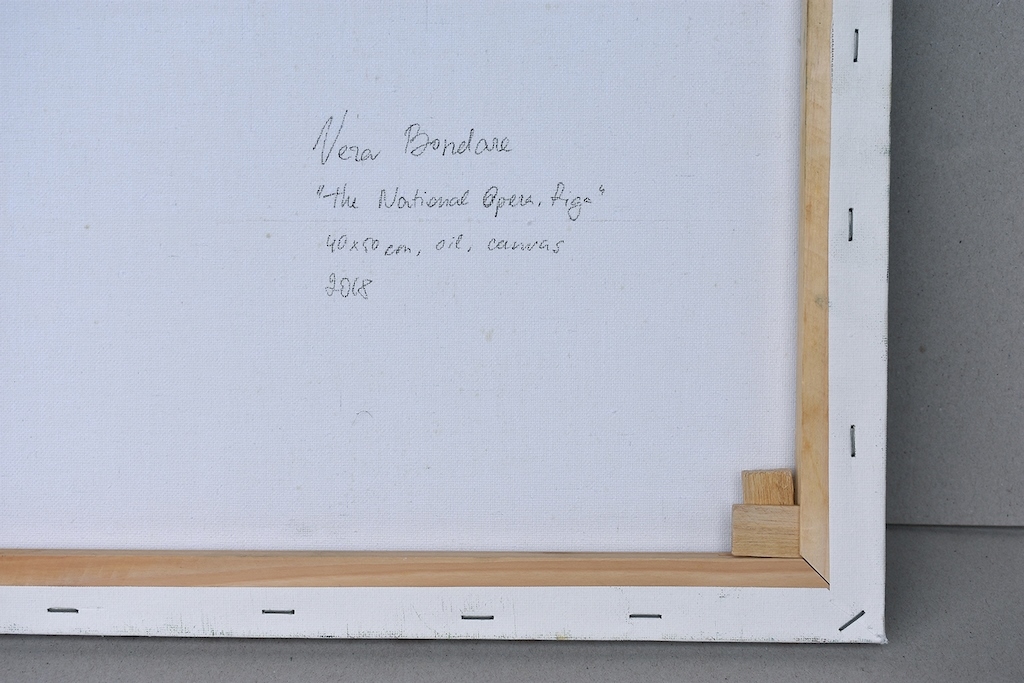 Vera Bondare
"The National Opera. Riga"
40x50 cm, oil, canvas
2018